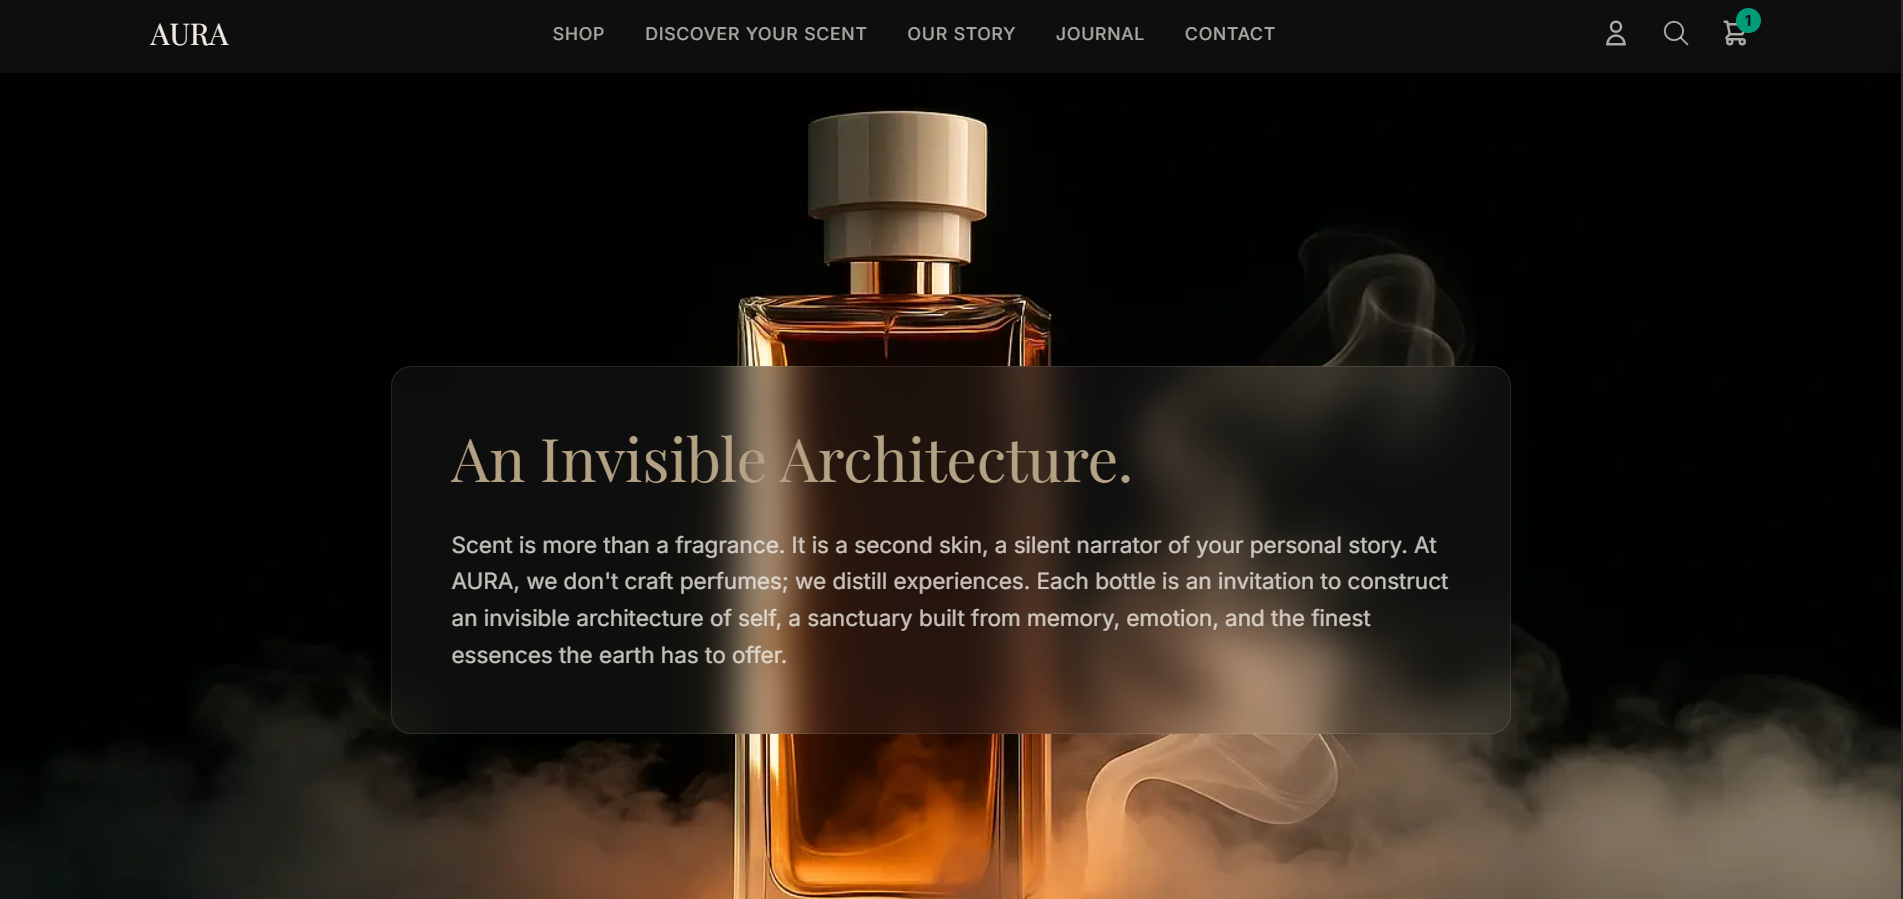 AURA
SHOP
DISCOVER YOUR SCENT
OUR STORY
JOURNAL
CONTACT
1
An Invisible Architecture.
Scent is more than a fragrance. It is a second skin, a silent narrator of your personal story. At
AURA, we don't craft perfumes; we distill experiences. Each bottle is an invitation to construct
an invisible architecture of self, a sanctuary built from memory, emotion, and the finest
essences the earth has to offer.